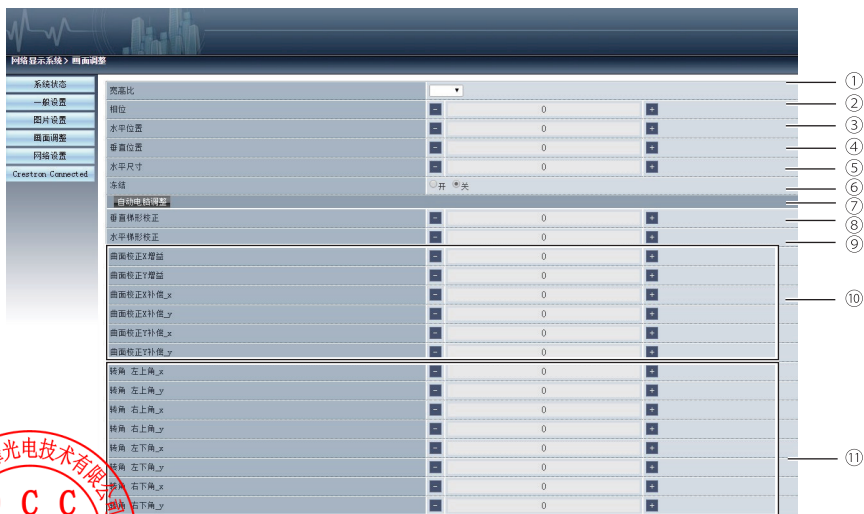 网络显示系统> 画面调整
系统状态
一般设置
图片设置
画面调整
网络设置
Crestron Connected
宽高比 ①
相位 - 0 + ②
水平位置 - 0 + ③
垂直位置 - 0 + ④
水平尺寸 - 0 + ⑤
冻结 开 关 ⑥
自动电脑调整 ⑦
垂直梯形校正 - 0 + ⑧
水平梯形校正 - 0 + ⑨
曲面校正X增益 - 0 +
曲面校正Y增益 - 0 +
曲面校正X补偿_x - 0 + ⑩
曲面校正X补偿_y - 0 +
曲面校正Y补偿_x - 0 +
曲面校正Y补偿_y - 0 +
转角 左上角_x - 0 +
转角 左上角_y - 0 +
转角 右上角_x - 0 +
转角 右上角_y - 0 +
转角 左下角_x - 0 + ⑪
转角 左下角_y - 0 +
转角 右下角_x - 0 +
转角 右下角_y - 0 +
光电技术有限公
C C